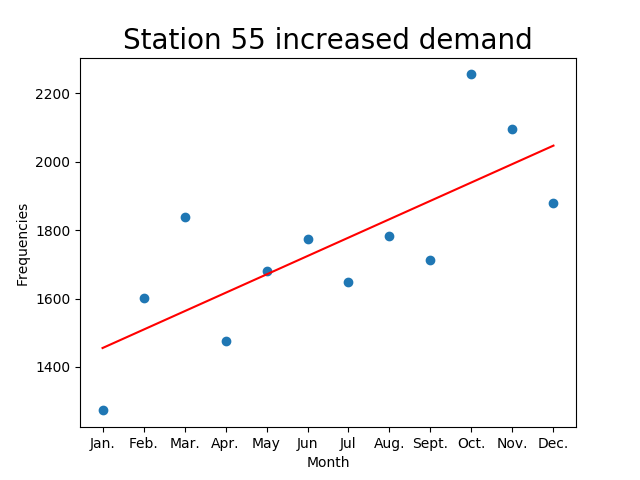 Station 55 increased demand
2200
2000
1800
1600
1400
Frequencies
Jan. Feb. Mar. Apr. May Jun Jul Aug. Sept. Oct. Nov. Dec.
Month